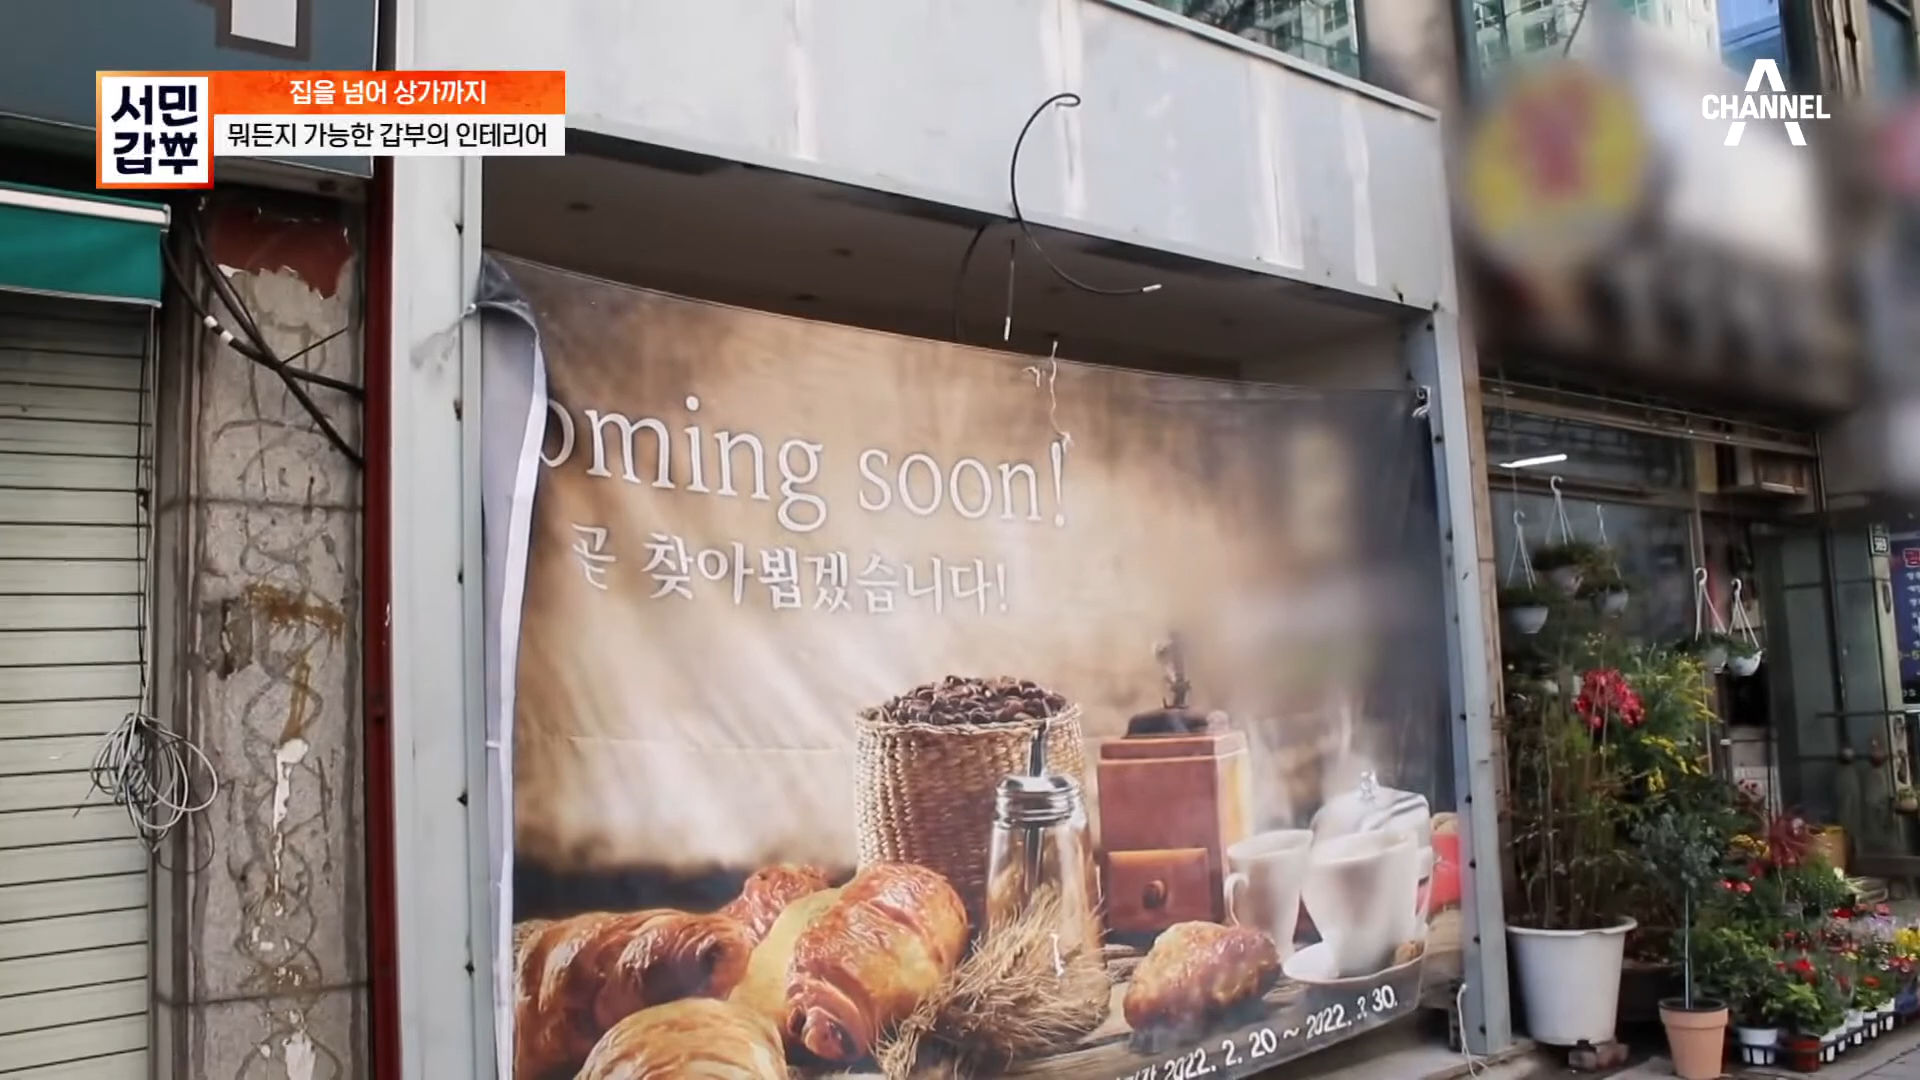 서민
갑부
집을 넘어 상가까지
뭐든지 가능한 갑부의 인테리어
CHANNEL A
oming soon!
곧 찾아뵙겠습니다!
2022. 2. 20 ~ 2022. 3. 30.